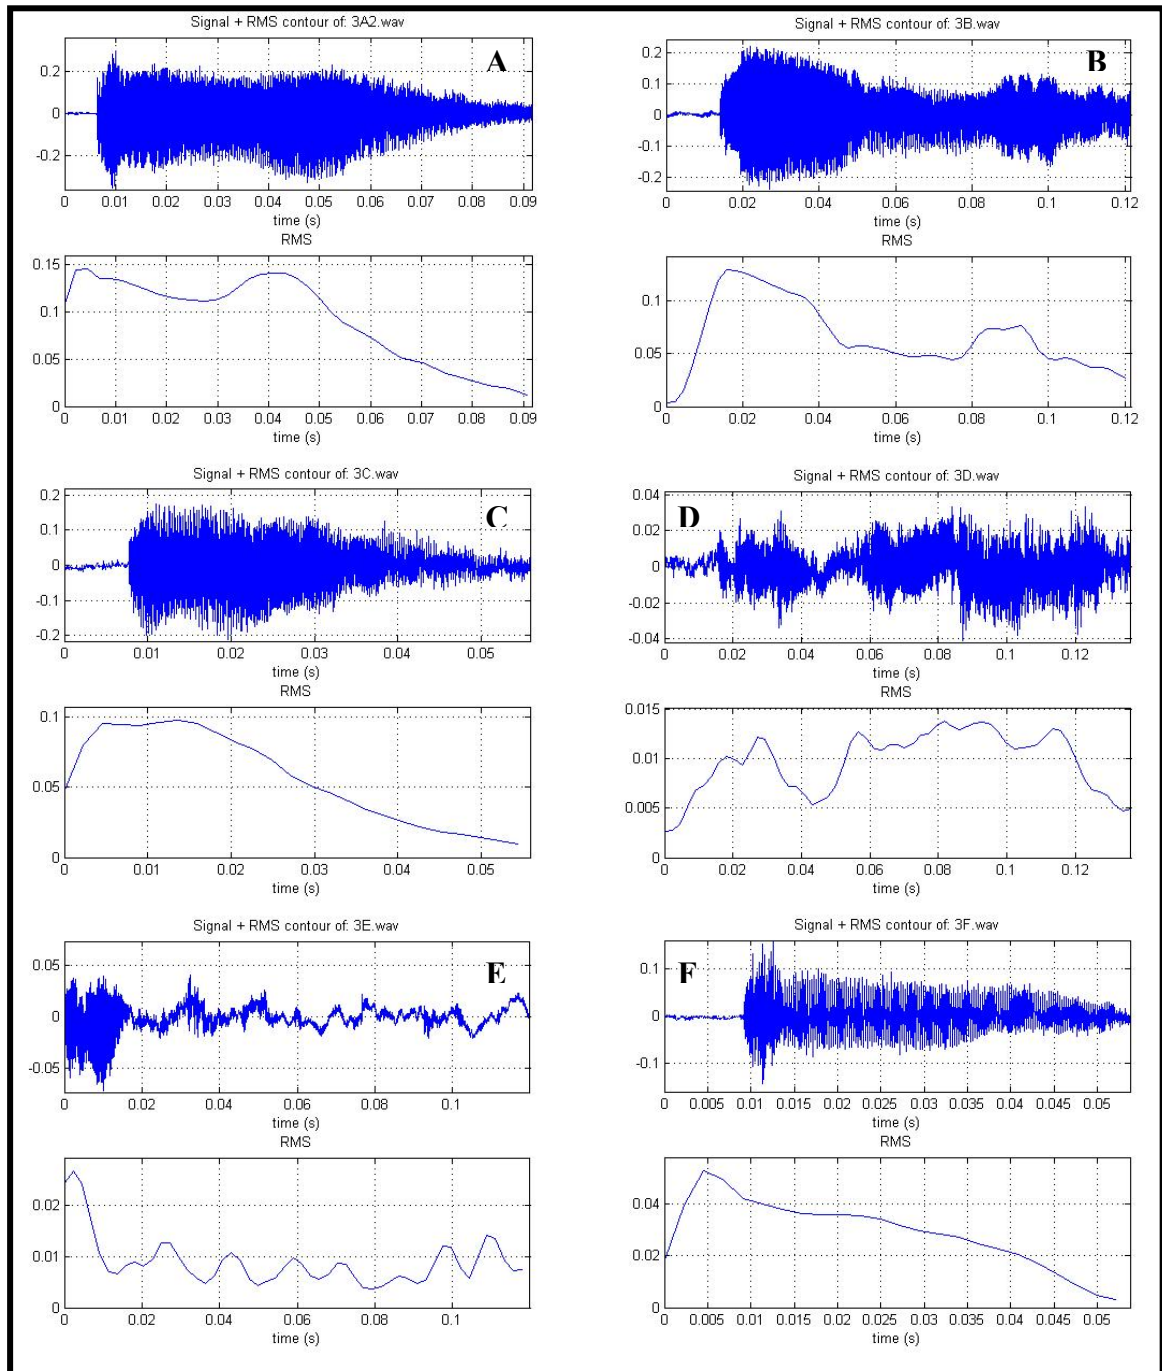 Signal + RMS contour of: 3A2.wav
A
0.2
0
-0.2
0 0.01 0.02 0.03 0.04 0.05 0.06 0.07 0.08 0.09
time (s)
RMS
0.15
0.1
0.05
0
0 0.01 0.02 0.03 0.04 0.05 0.06 0.07 0.08 0.09
time (s)
Signal + RMS contour of: 3B.wav
B
0.2
0.1
0
-0.1
-0.2
0 0.02 0.04 0.06 0.08 0.1 0.12
time (s)
RMS
0.1
0.05
0
0 0.02 0.04 0.06 0.08 0.1 0.12
time (s)
Signal + RMS contour of: 3C.wav
C
0.2
0.1
0
-0.1
-0.2
0 0.01 0.02 0.03 0.04 0.05
time (s)
RMS
0.1
0.05
0
0 0.01 0.02 0.03 0.04 0.05
time (s)
Signal + RMS contour of: 3D.wav
D
0.04
0.02
0
-0.02
-0.04
0 0.02 0.04 0.06 0.08 0.1 0.12
time (s)
RMS
0.015
0.01
0.005
0
0 0.02 0.04 0.06 0.08 0.1 0.12
time (s)
Signal + RMS contour of: 3E.wav
E
0.05
0
-0.05
0 0.02 0.04 0.06 0.08 0.1
time (s)
RMS
0.02
0.01
0
0 0.02 0.04 0.06 0.08 0.1
time (s)
Signal + RMS contour of: 3F.wav
F
0.1
0
-0.1
0 0.005 0.01 0.015 0.02 0.025 0.03 0.035 0.04 0.045 0.05
time (s)
RMS
0.04
0.02
0
0 0.005 0.01 0.015 0.02 0.025 0.03 0.035 0.04 0.045 0.05
time (s)